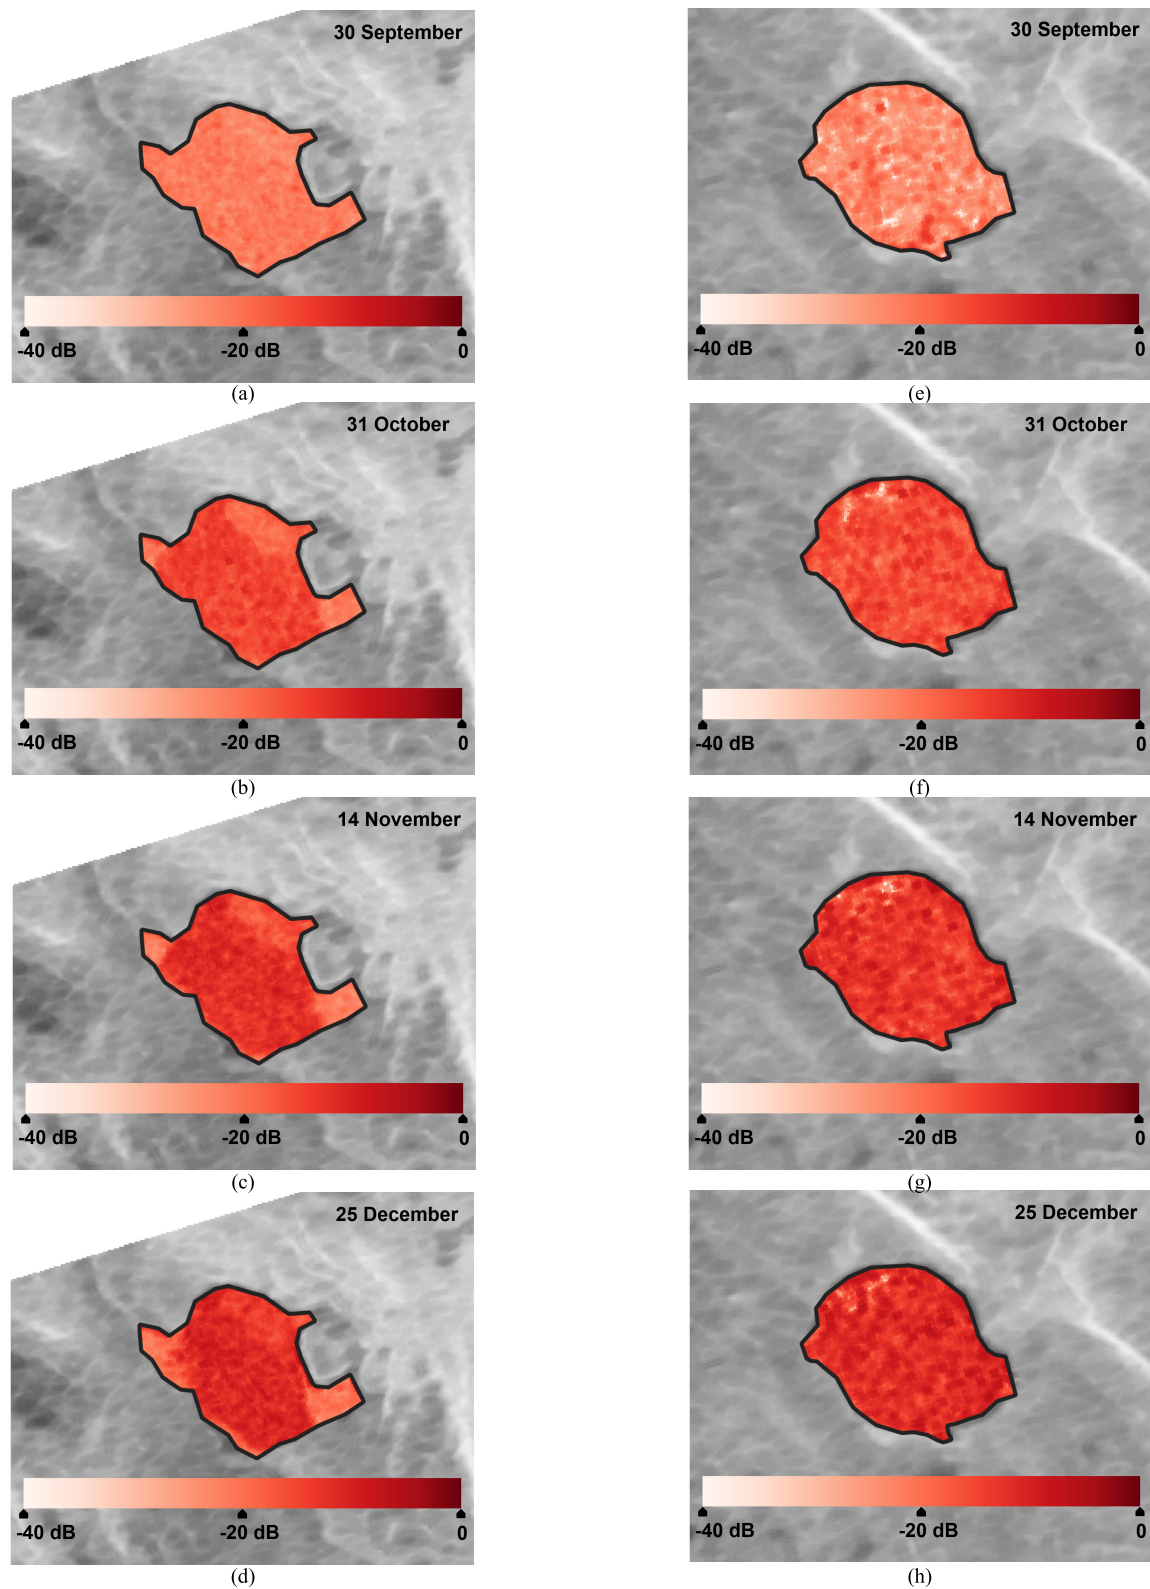 30 September
-40 dB -20 dB 0
(a)
30 September
-40 dB -20 dB 0
(e)
31 October
-40 dB -20 dB 0
(b)
31 October
-40 dB -20 dB 0
(f)
14 November
-40 dB -20 dB 0
(c)
14 November
-40 dB -20 dB 0
(g)
25 December
-40 dB -20 dB 0
(d)
25 December
-40 dB -20 dB 0
(h)